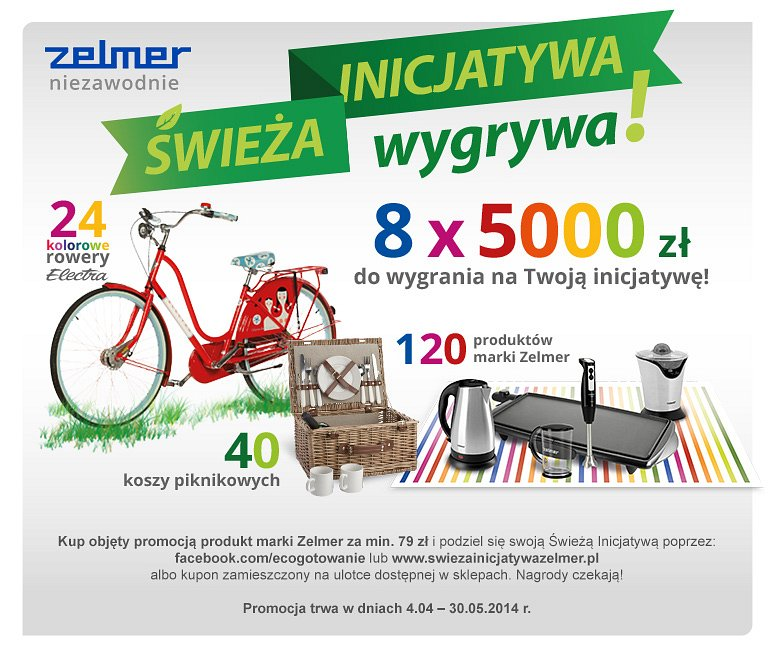 zelmer
niezawodnie
ŚWIEŻA
INICJATYWA
wygrywa!
24
kolorowe
rowery
Electra
8 x 5000 zł
do wygrania na Twoją inicjatywę!
120 produktów
marki Zelmer
40
koszy piknikowych
Kup objęty promocją produkt marki Zelmer za min. 79 zł i podziel się swoją Świeżą Inicjatywą poprzez:
facebook.com/ecogotowanie lub www.swiezainicjatywazelmer.pl
albo kupon zamieszczony na ulotce dostępnej w sklepach. Nagrody czekają!
Promocja trwa w dniach 4.04 – 30.05.2014 r.